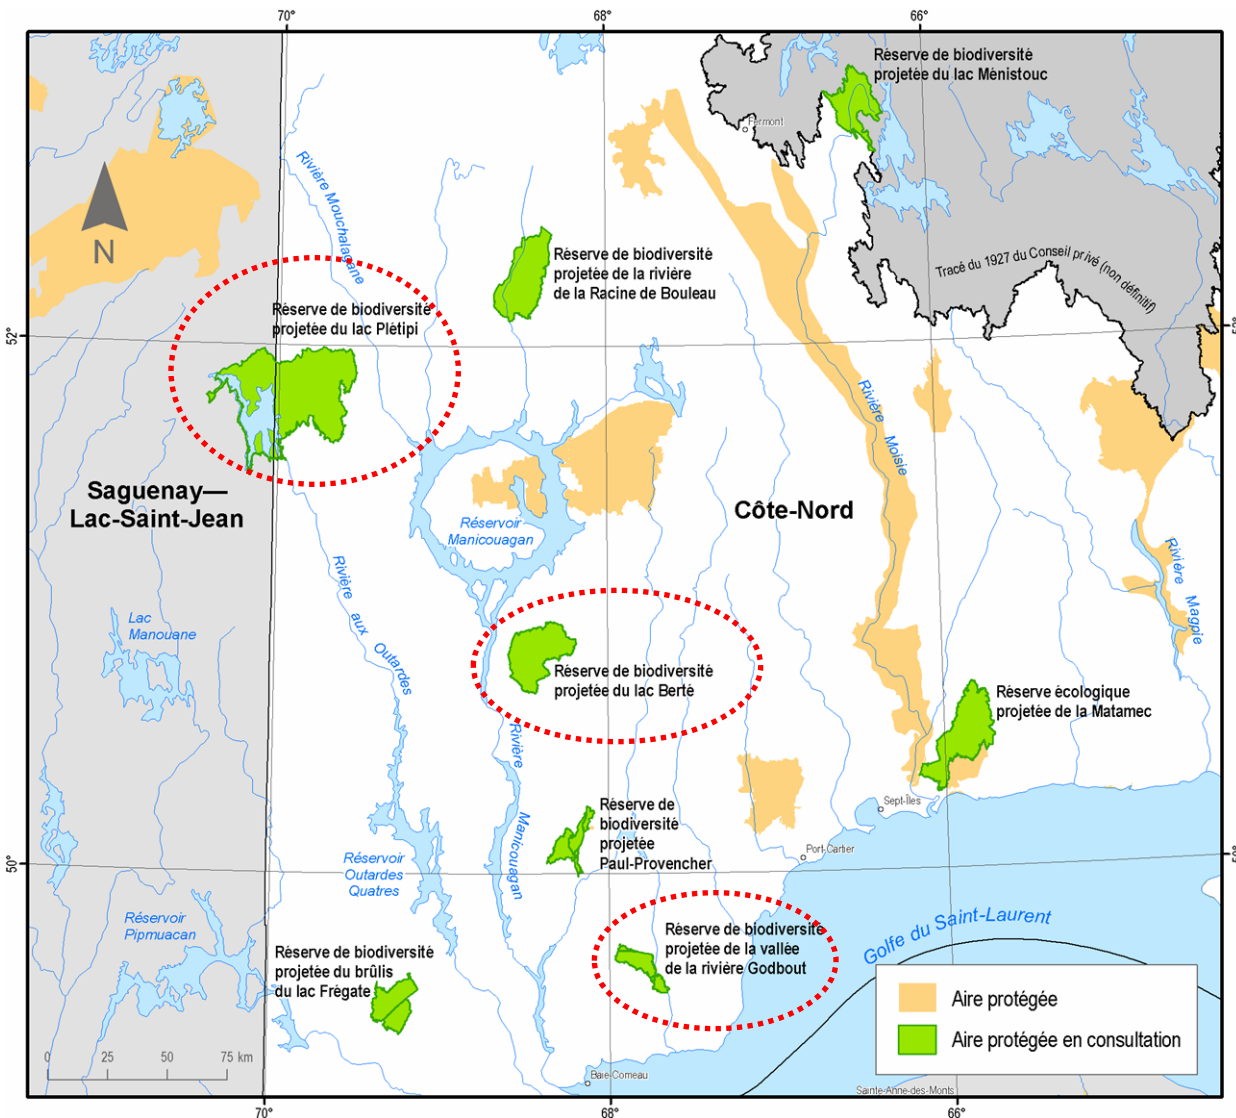 70°
68°
66°
Réserve de biodiversité
projetée du lac Ménistouc
Fermont
Rivière Mouchalagane
N
Réserve de biodiversité
projetée de la rivière
de la Racine de Bouleau
Tracé du 1927 du Conseil privé (non définitif)
Réserve de biodiversité
projetée du lac Plétipi
52°
Rivière Moisie
Saguenay—
Lac-Saint-Jean
Côte-Nord
Réservoir
Manicouagan
Rivière aux Outardes
Rivière Magpie
Lac
Manouane
Réserve de biodiversité
projetée du lac Berté
Réserve écologique
projetée de la Matamec
Rivière Manicouagan
Sept-Îles
Réserve de
biodiversité
projetée
Paul-Provencher
Port-Cartier
50°
50°
Réservoir
Outardes
Quatres
Réservoir
Pipmuacan
Réserve de biodiversité
projetée de la vallée
de la rivière Godbout
Golfe du Saint-Laurent
Réserve de biodiversité
projetée du brûlis
du lac Frégate
Aire protégée
Aire protégée en consultation
0 25 50 75 km
Baie-Comeau
Sainte-Anne-des-Monts
70°
68°
66°